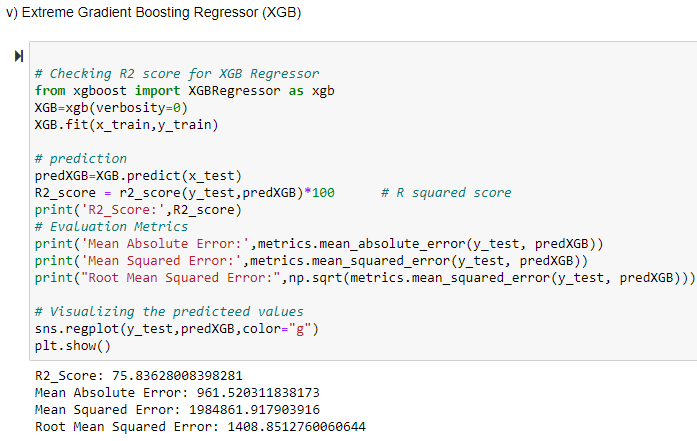 v) Extreme Gradient Boosting Regressor (XGB)
# Checking R2 score for XGB Regressor
from xgboost import XGBRegressor as xgb
XGB=xgb(verbosity=0)
XGB.fit(x_train,y_train)
# prediction
predXGB=XGB.predict(x_test)
R2_score = r2_score(y_test,predXGB)*100      # R squared score
print('R2_Score:',R2_score)
# Evaluation Metrics
print('Mean Absolute Error:',metrics.mean_absolute_error(y_test, predXGB))
print('Mean Squared Error:',metrics.mean_squared_error(y_test, predXGB))
print("Root Mean Squared Error:",np.sqrt(metrics.mean_squared_error(y_test, predXGB)))
# Visualizing the predicteed values
sns.regplot(y_test,predXGB,color="g")
plt.show()
R2_Score: 75.83628008398281
Mean Absolute Error: 961.520311838173
Mean Squared Error: 1984861.917903916
Root Mean Squared Error: 1408.8512760060644